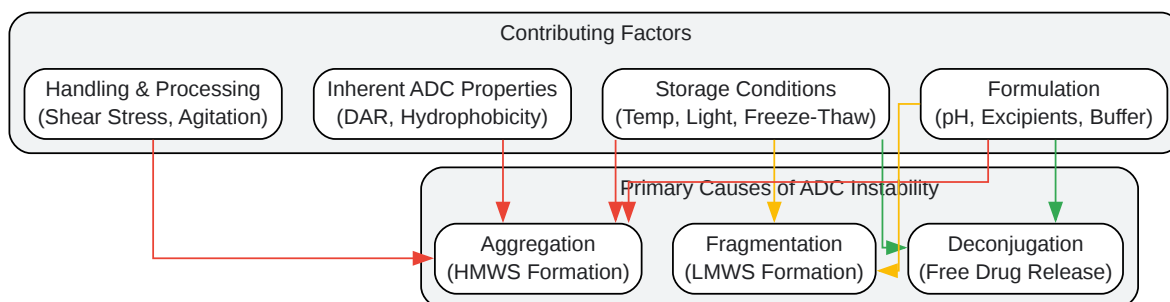 Contributing Factors
Handling & Processing
(Shear Stress, Agitation)
Inherent ADC Properties
(DAR, Hydrophobicity)
Storage Conditions
(Temp, Light, Freeze-Thaw)
Formulation
(pH, Excipients, Buffer)
Primary Causes of ADC Instability
Aggregation
(HMWS Formation)
Fragmentation
(LMWS Formation)
Deconjugation
(Free Drug Release)